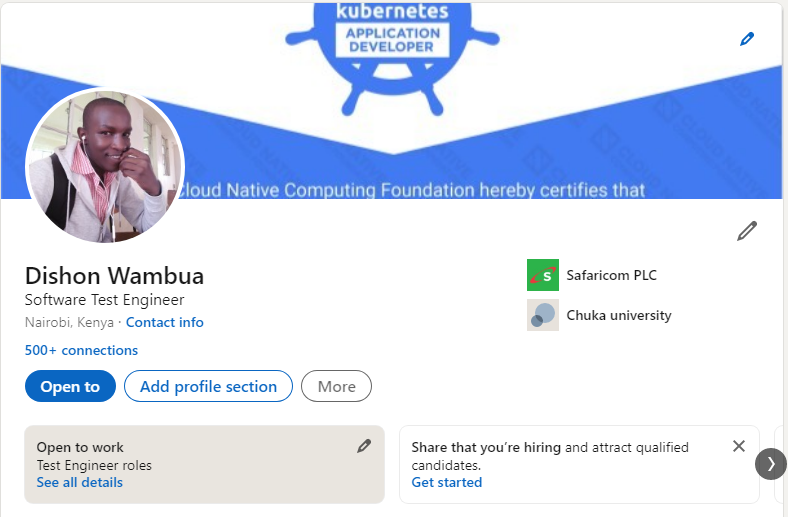 kubernetes
APPLICATION
DEVELOPER
Cloud Native Computing Foundation hereby certifies that
Dishon Wambua
Software Test Engineer
Nairobi, Kenya · Contact info
500+ connections
Safaricom PLC
Chuka university
Open to
Add profile section
More
Open to work
Test Engineer roles
See all details
Share that you’re hiring and attract qualified
candidates.
Get started